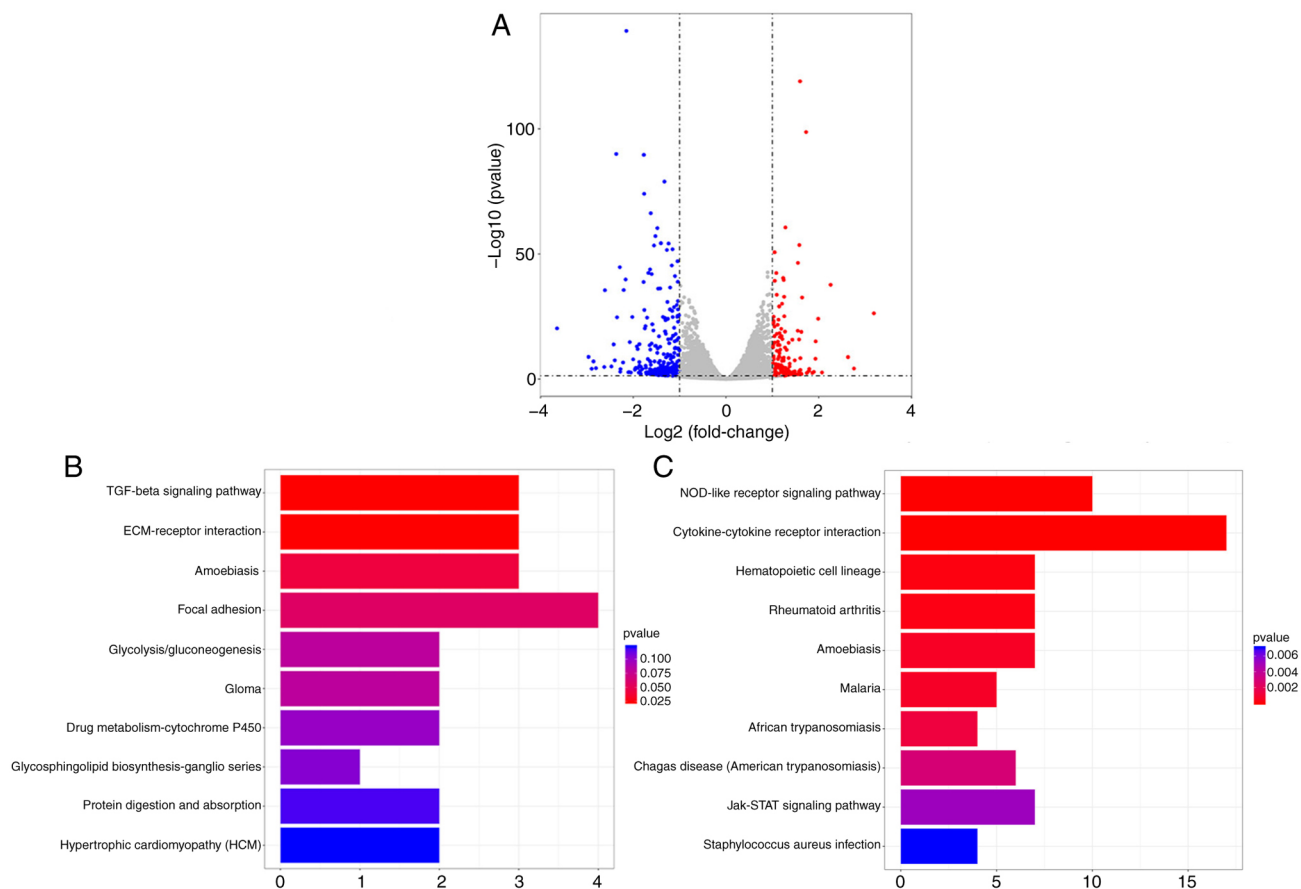 A
−Log10 (pvalue)
100
50
0
−4
−2
0
2
4
Log2 (fold-change)
B
TGF-beta signaling pathway
ECM-receptor interaction
Amoebiasis
Focal adhesion
Glycolysis/gluconeogenesis
Gloma
Drug metabolism-cytochrome P450
Glycosphingolipid biosynthesis-ganglio series
Protein digestion and absorption
Hypertrophic cardiomyopathy (HCM)
0
1
2
3
4
pvalue
0.100
0.075
0.050
0.025
C
NOD-like receptor signaling pathway
Cytokine-cytokine receptor interaction
Hematopoietic cell lineage
Rheumatoid arthritis
Amoebiasis
Malaria
African trypanosomiasis
Chagas disease (American trypanosomiasis)
Jak-STAT signaling pathway
Staphylococcus aureus infection
0
5
10
15
pvalue
0.006
0.004
0.002